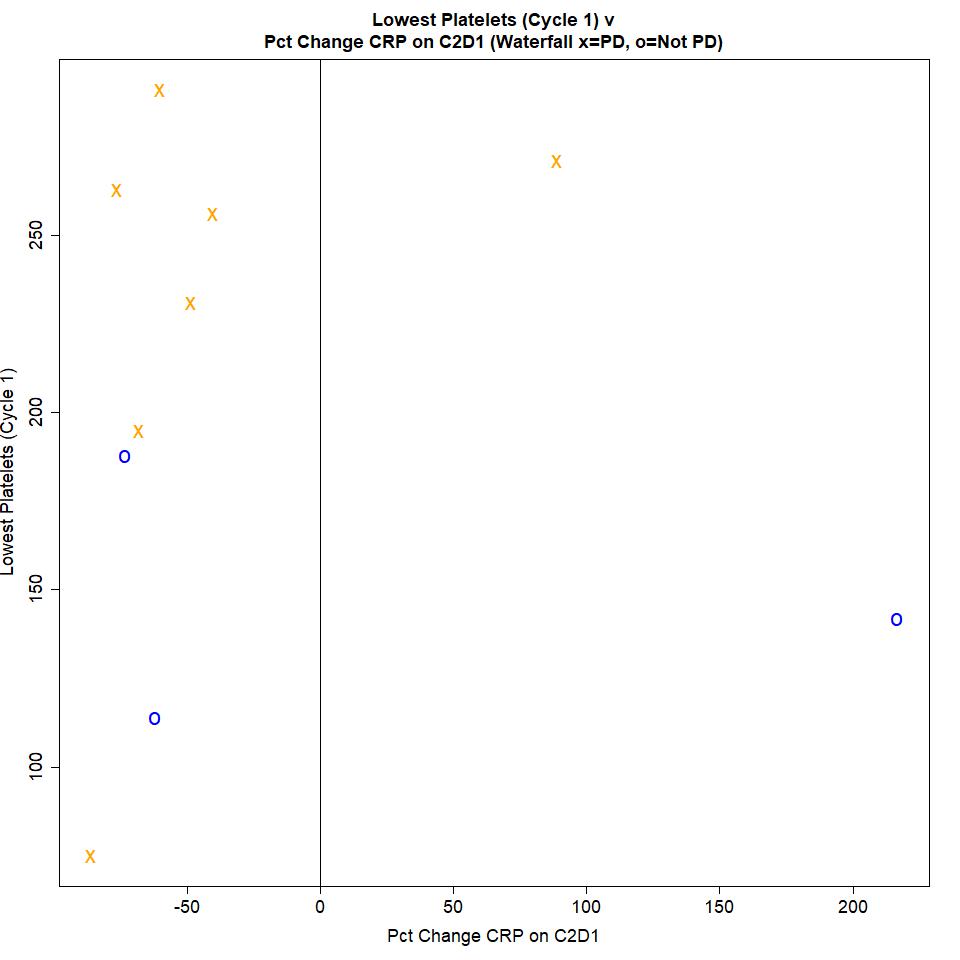 Lowest Platelets (Cycle 1) v
Pct Change CRP on C2D1 (Waterfall x=PD, o=Not PD)
Lowest Platelets (Cycle 1)
250
200
150
100
X
X
X
X
X
X
O
O
O
X
-50
0
50
100
150
200
Pct Change CRP on C2D1